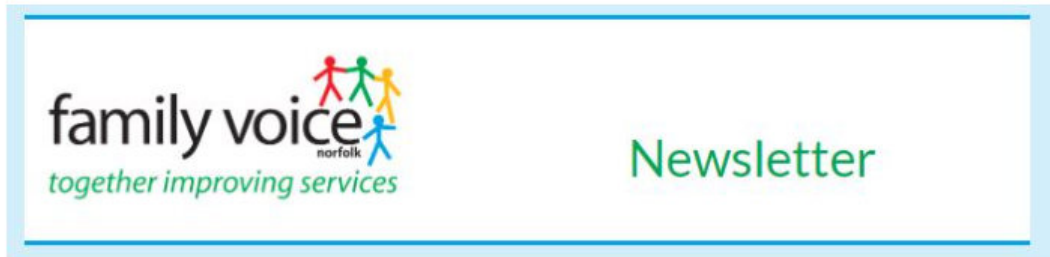 family voice
norfolk
together improving services
Newsletter